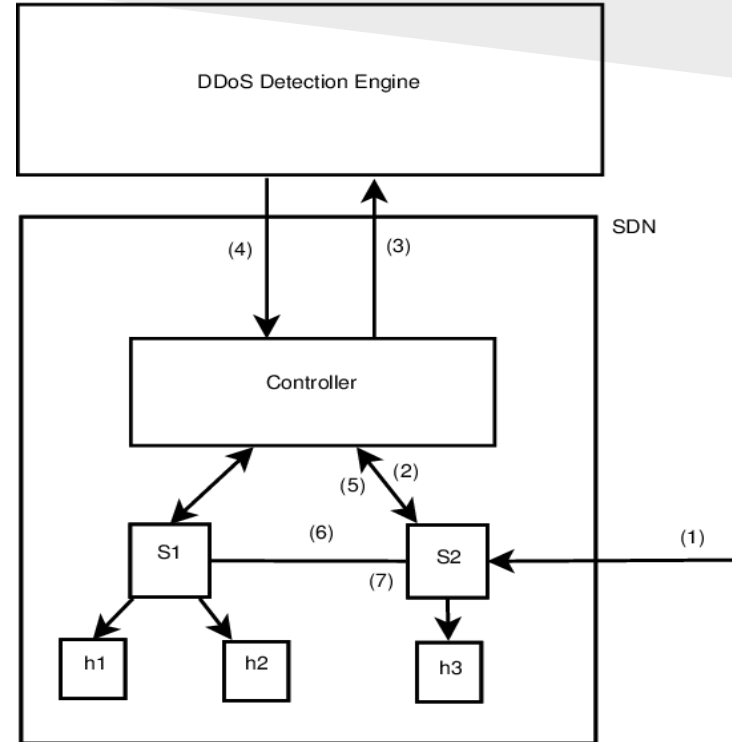 DDoS Detection Engine
SDN
(4)
(3)
Controller
(2)
(5)
S1
(6)
S2
(1)
(7)
h1
h2
h3